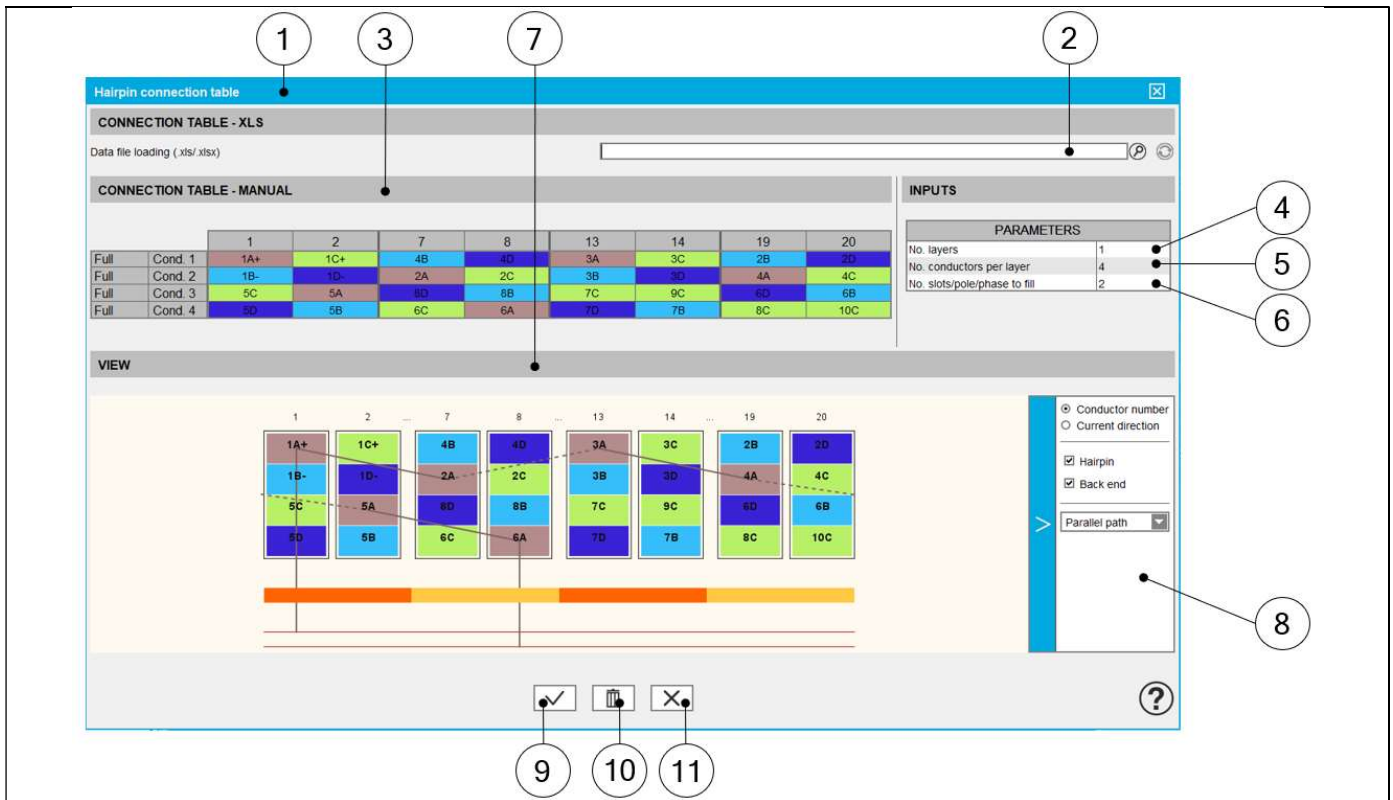 1 3 7 2
Hairpin connection table
CONNECTION TABLE - XLS
Data file loading (.xls/.xlsx)
CONNECTION TABLE - MANUAL
INPUTS
1 2 7 8 13 14 19 20
Full Cond. 1 1A+ 1C+ 4B 4D 3A 3C 2B 2D
Full Cond. 2 1B- 1D- 2A 2C 3B 3D 4A 4C
Full Cond. 3 5C 5A 8D 8B 7C 9C 6D 6B
Full Cond. 4 5D 5B 6C 6A 7D 7B 8C 10C
PARAMETERS
No. layers 1
No. conductors per layer 4
No. slots/pole/phase to fill 2
4
5
6
VIEW
1 2 ... 7 8 ... 13 14 ... 19 20
1A+ 1C+ 4B 4D 3A 3C 2B 2D
1B- 1D- 2A 2C 3B 3D 4A 4C
5C 5A 8D 8B 7C 9C 6D 6B
5D 5B 6C 6A 7D 7B 8C 10C
>
Conductor number
Current direction
Hairpin
Back end
Parallel path
8
?
9 10 11